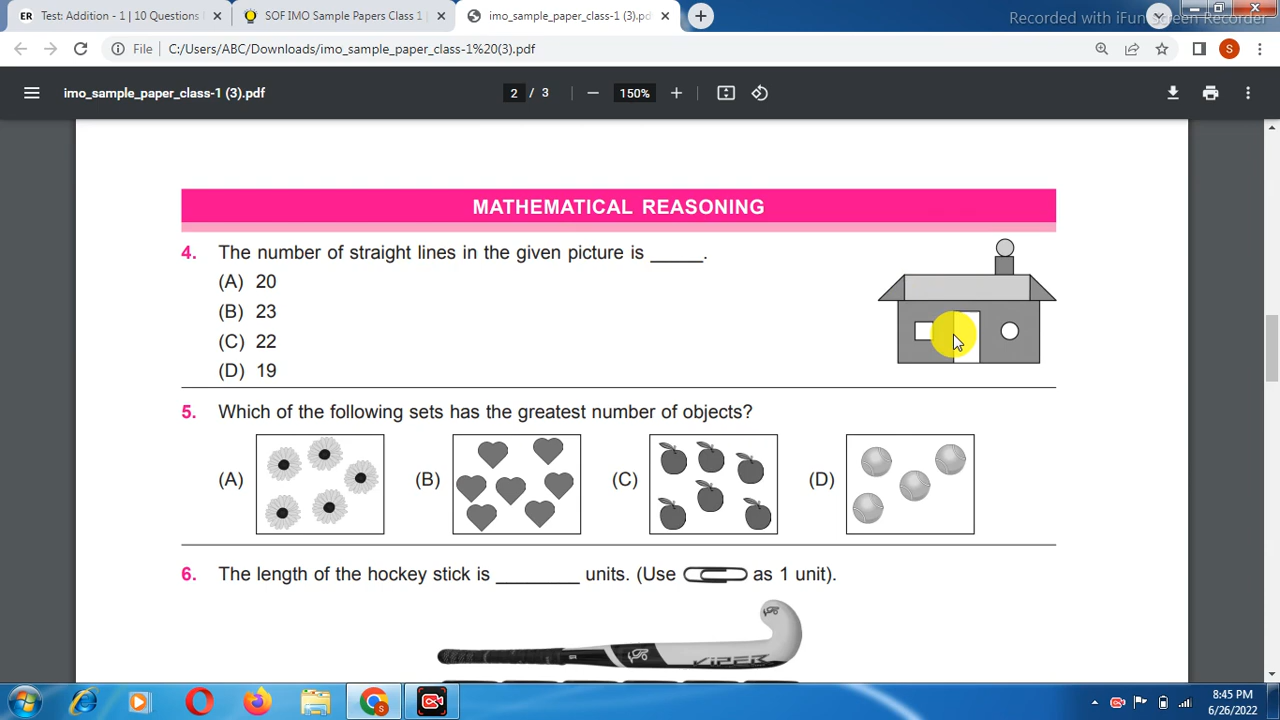 Test: Addition - 1 | 10 Questions
SOF IMO Sample Papers Class 1
imo_sample_paper_class-1 (3).pd
Recorded with iFun Screen Recorder
File
C:/Users/ABC/Downloads/imo_sample_paper_class-1%20(3).pdf
S
imo_sample_paper_class-1 (3).pdf
2 / 3
150%
MATHEMATICAL REASONING
4. The number of straight lines in the given picture is _____.
(A) 20
(B) 23
(C) 22
(D) 19
5. Which of the following sets has the greatest number of objects?
(A) (B) (C) (D)
6. The length of the hockey stick is ________ units. (Use as 1 unit).
VIPER
8:45 PM
6/26/2022